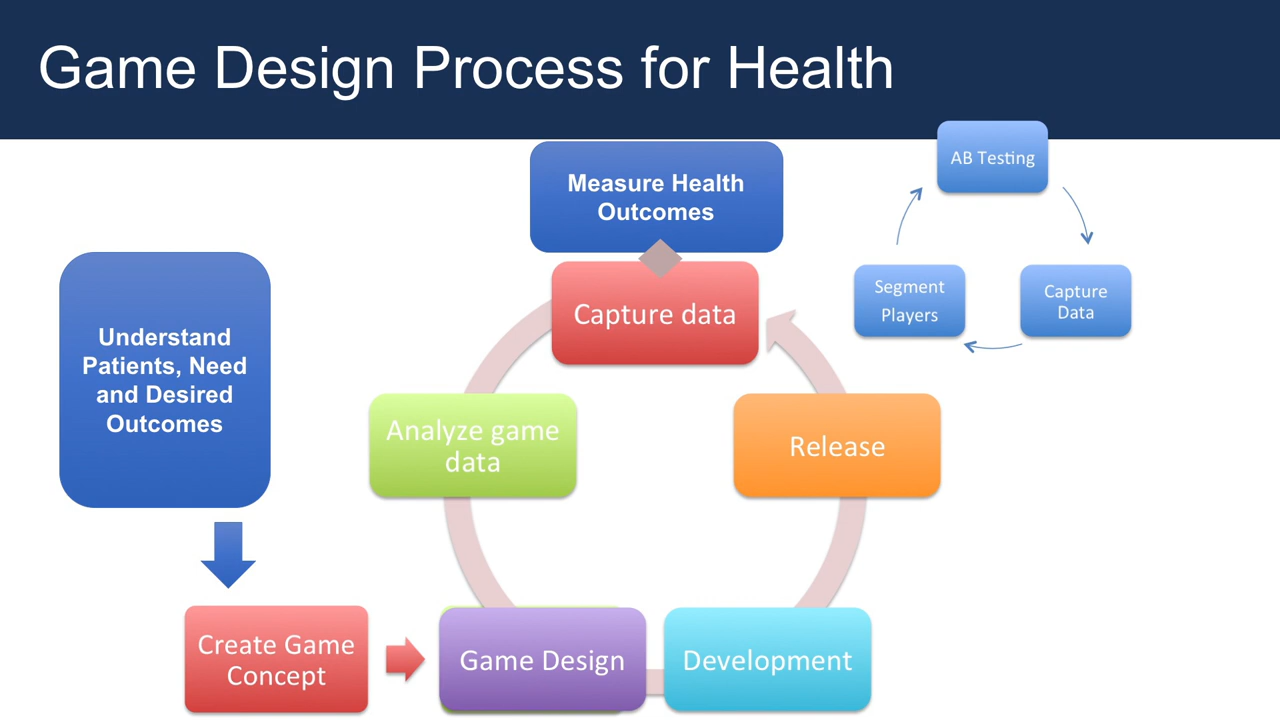 Game Design Process for Health
AB Testing
Measure Health
Outcomes
Segment
Players
Capture
Data
Capture data
Understand
Patients, Need
and Desired
Outcomes
Analyze game
data
Release
Create Game
Concept
Game Design
Development